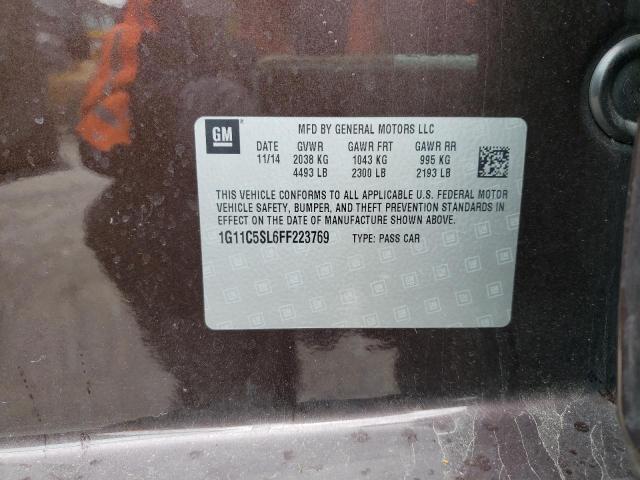 GM
MFD BY GENERAL MOTORS LLC
DATE GVWR GAWR FRT GAWR RR
11/14 2038 KG 1043 KG 995 KG
4493 LB 2300 LB 2193 LB
THIS VEHICLE CONFORMS TO ALL APPLICABLE U.S. FEDERAL MOTOR
VEHICLE SAFETY, BUMPER, AND THEFT PREVENTION STANDARDS IN
EFFECT ON THE DATE OF MANUFACTURE SHOWN ABOVE.
1G11C5SL6FF223769 TYPE: PASS CAR